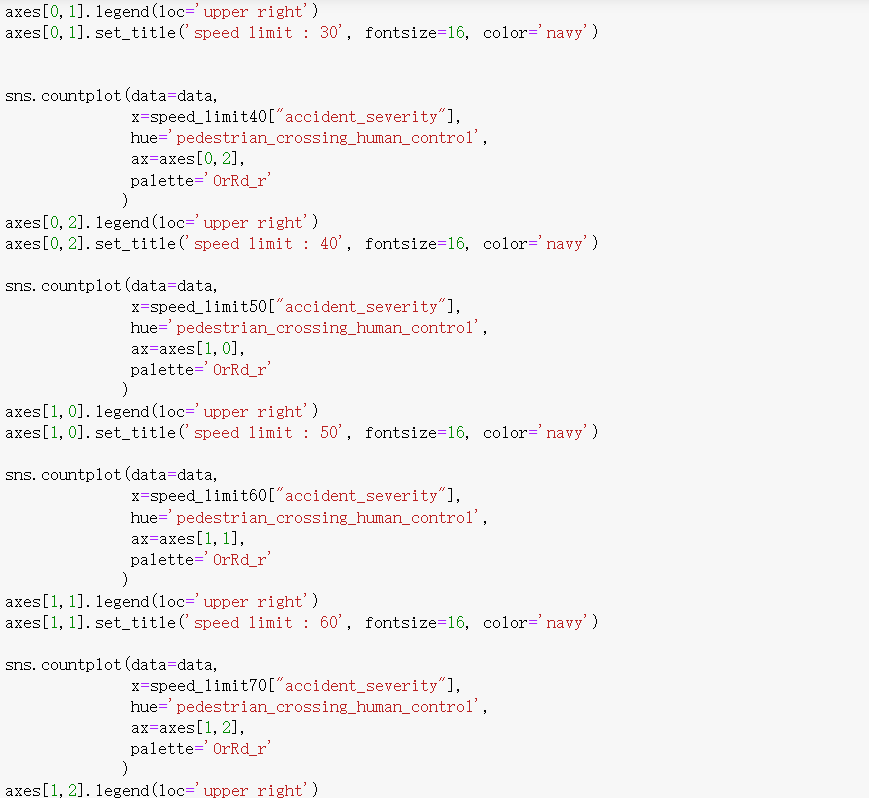 axes[0,1].legend(loc='upper right')
axes[0,1].set_title('speed limit : 30', fontsize=16, color='navy')
sns.countplot(data=data,
x=speed_limit40["accident_severity"],
hue='pedestrian_crossing_human_control',
ax=axes[0,2],
palette='OrRd_r'
)
axes[0,2].legend(loc='upper right')
axes[0,2].set_title('speed limit : 40', fontsize=16, color='navy')
sns.countplot(data=data,
x=speed_limit50["accident_severity"],
hue='pedestrian_crossing_human_control',
ax=axes[1,0],
palette='OrRd_r'
)
axes[1,0].legend(loc='upper right')
axes[1,0].set_title('speed limit : 50', fontsize=16, color='navy')
sns.countplot(data=data,
x=speed_limit60["accident_severity"],
hue='pedestrian_crossing_human_control',
ax=axes[1,1],
palette='OrRd_r'
)
axes[1,1].legend(loc='upper right')
axes[1,1].set_title('speed limit : 60', fontsize=16, color='navy')
sns.countplot(data=data,
x=speed_limit70["accident_severity"],
hue='pedestrian_crossing_human_control',
ax=axes[1,2],
palette='OrRd_r'
)
axes[1,2].legend(loc='upper right')